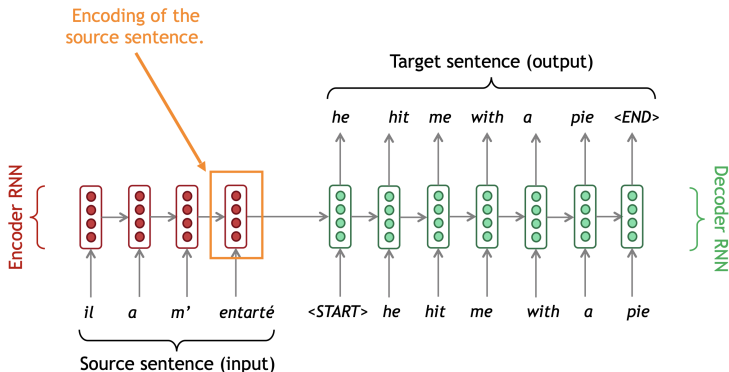 Encoding of the
source sentence.
Target sentence (output)
he hit me with a pie <END>
Encoder RNN
Decoder RNN
il a m’ entarté
<START> he hit me with a pie
Source sentence (input)